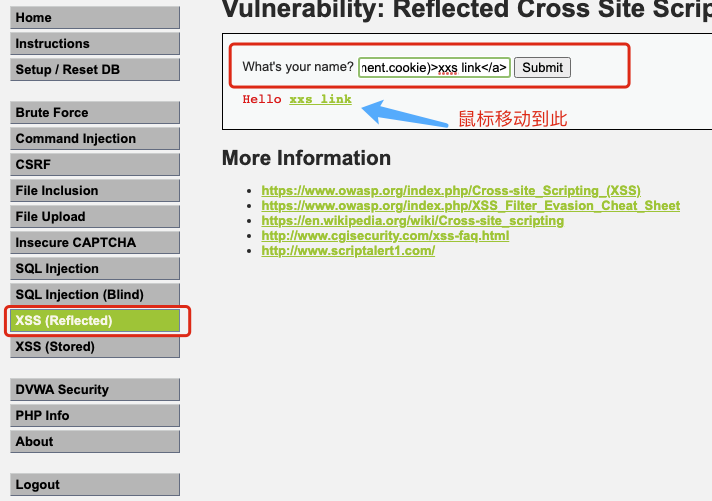 Home
Instructions
Setup / Reset DB
Brute Force
Command Injection
CSRF
File Inclusion
File Upload
Insecure CAPTCHA
SQL Injection
SQL Injection (Blind)
XSS (Reflected)
XSS (Stored)
DVWA Security
PHP Info
About
Logout
Vulnerability: Reflected Cross Site Scrip
What's your name? ment.cookie)>xxs link</a> Submit
Hello xxs link
鼠标移动到此
More Information
https://www.owasp.org/index.php/Cross-site_Scripting_(XSS)
https://www.owasp.org/index.php/XSS_Filter_Evasion_Cheat_Sheet
https://en.wikipedia.org/wiki/Cross-site_scripting
http://www.cgisecurity.com/xss-faq.html
http://www.scriptalert1.com/